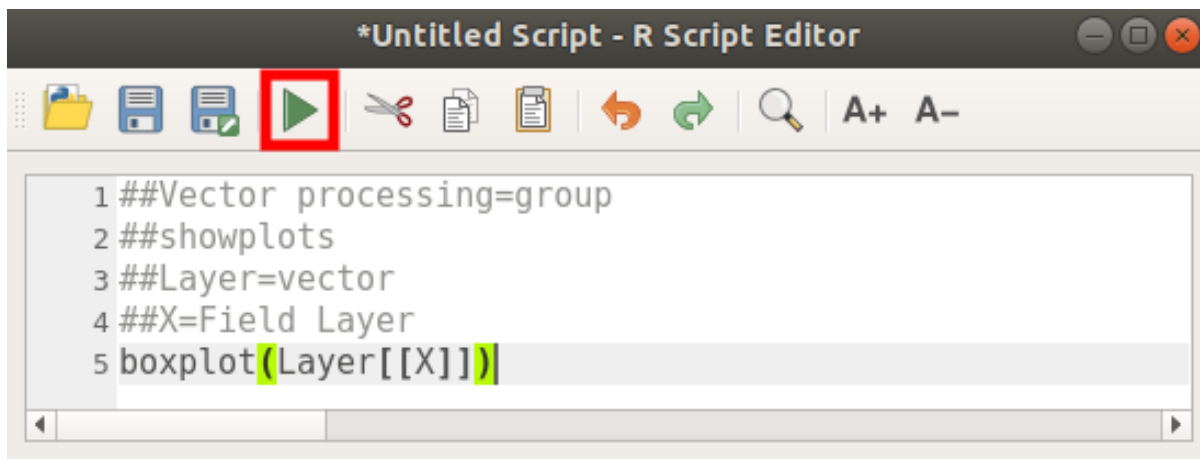 *Untitled Script - R Script Editor
A+ A-
1 ##Vector processing=group
2 ##showplots
3 ##Layer=vector
4 ##X=Field Layer
5 boxplot(Layer[[X]])